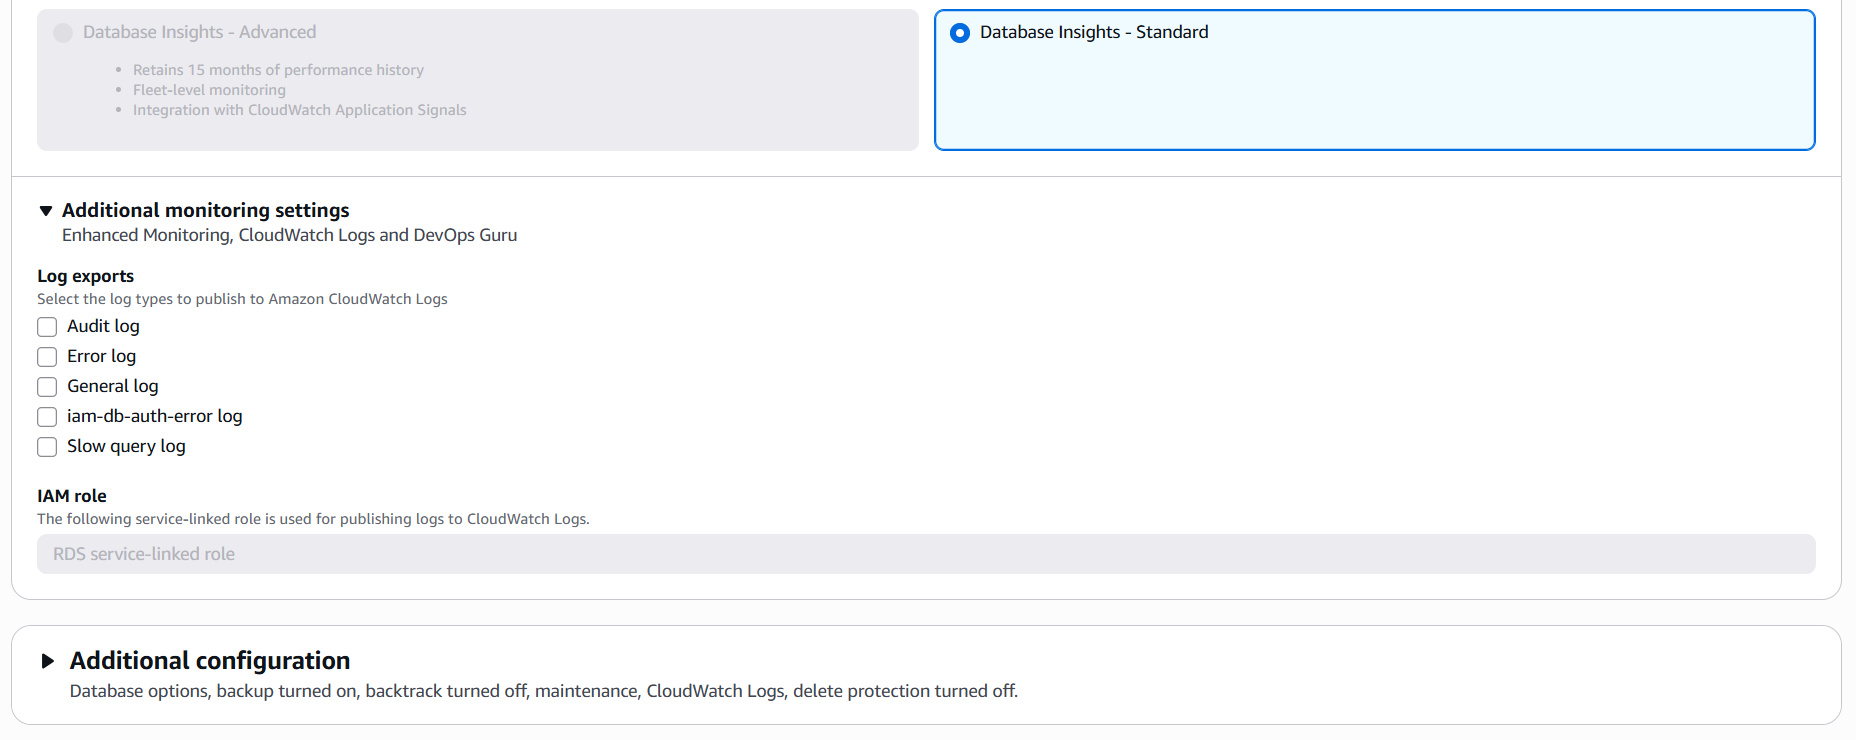 Database Insights - Advanced
Retains 15 months of performance history
Fleet-level monitoring
Integration with CloudWatch Application Signals
Database Insights - Standard
Additional monitoring settings
Enhanced Monitoring, CloudWatch Logs and DevOps Guru
Log exports
Select the log types to publish to Amazon CloudWatch Logs
Audit log
Error log
General log
iam-db-auth-error log
Slow query log
IAM role
The following service-linked role is used for publishing logs to CloudWatch Logs.
RDS service-linked role
Additional configuration
Database options, backup turned on, backtrack turned off, maintenance, CloudWatch Logs, delete protection turned off.